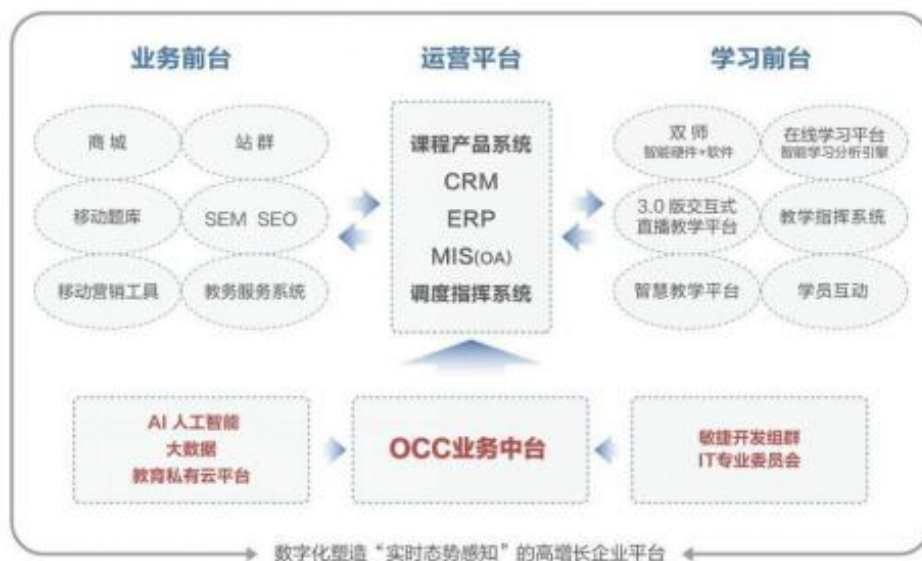 业务前台
运营平台
学习前台
商城
站群
移动题库
SEM SEO
移动营销工具
教务服务系统
课程产品系统
CRM
ERP
MIS(OA)
调度指挥系统
双师
智能硬件+软件
在线学习平台
智能学习分析引擎
3.0 版交互式
直播教学平台
教学指挥系统
智慧教学平台
学员互动
AI 人工智能
大数据
教育私有云平台
OCC业务中台
敏捷开发组群
IT专业委员会
数字化塑造“实时态势感知”的高增长企业平台